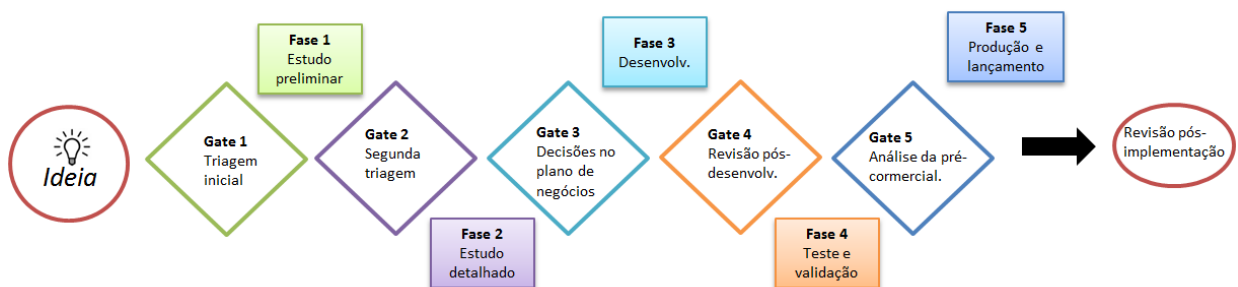 Ideia
Gate 1
Triagem
inicial
Fase 1
Estudo
preliminar
Gate 2
Segunda
triagem
Fase 2
Estudo
detalhado
Gate 3
Decisões no
plano de
negócios
Fase 3
Desenvolv.
Gate 4
Revisão pós-
desenvolv.
Fase 4
Teste e
validação
Gate 5
Análise da pré-
cormercial.
Fase 5
Produção e
lançamento
Revisão pós-
implementação